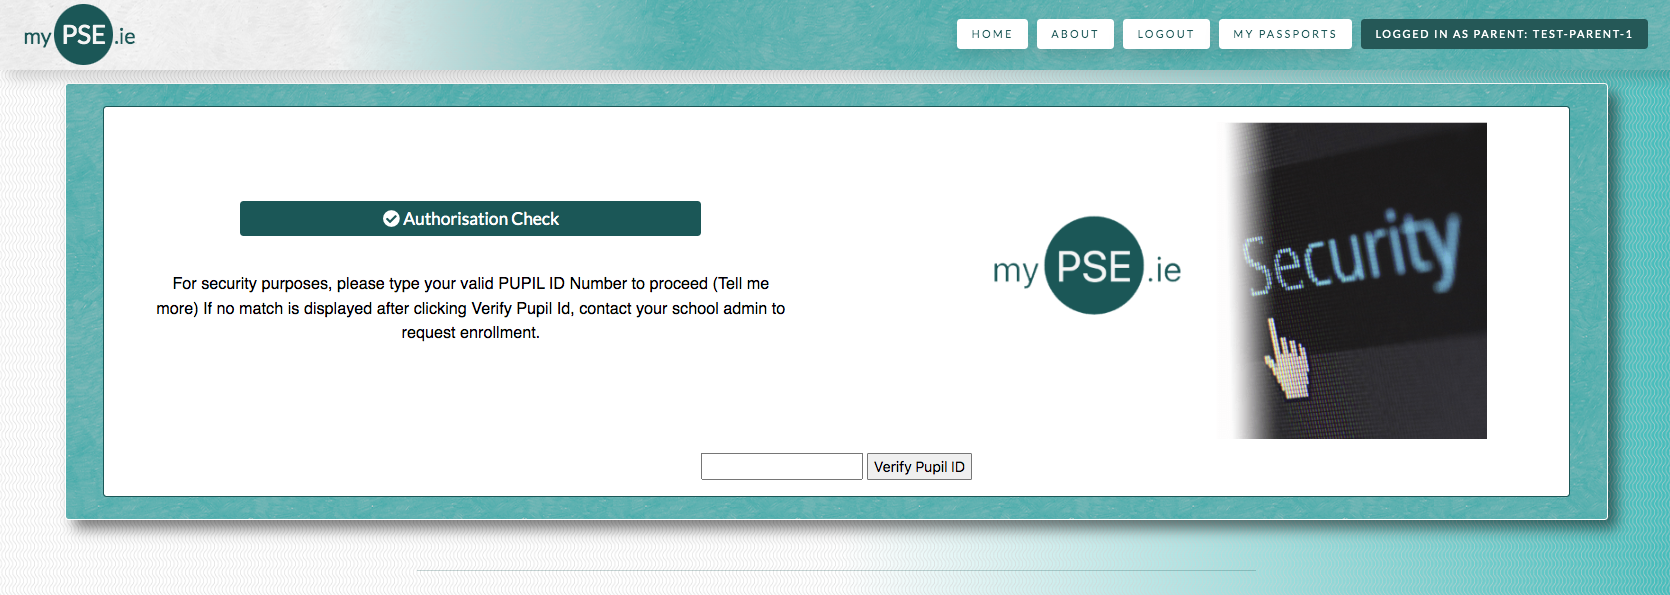 my PSE .ie
HOME
ABOUT
LOGOUT
MY PASSPORTS
LOGGED IN AS PARENT: TEST-PARENT-1
Authorisation Check
For security purposes, please type your valid PUPIL ID Number to proceed (Tell me
more) If no match is displayed after clicking Verify Pupil Id, contact your school admin to
request enrollment.
my PSE .ie
Security
Verify Pupil ID